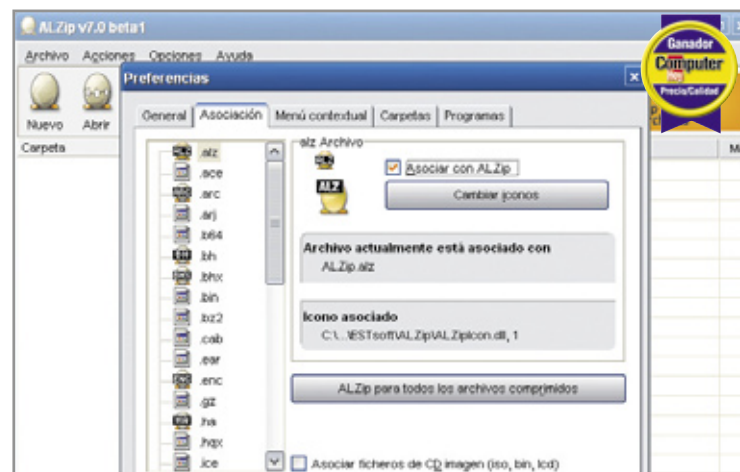 ALZip v7.0 beta1
Archivo Acciones Opciones Ayuda
Nuevo Abrir
Carpeta
Ganador
Computer
hoy
Precio/Calidad
Preferencias
General Asociación Menú contextual Carpetas Programas
.alz
.ace
.arc
.arj
.b64
.bh
.bhx
.bin
.bz2
.cab
.ear
.enc
.gz
.ha
.hqx
.ice
alz Archivo
Asociar con ALZip
ALZ
Cambiar iconos
Archivo actualmente está asociado con
ALZip.alz
Icono asociado
C:\...\ESTsoft\ALZip\ALZipIcon.dll, 1
ALZip para todos los archivos comprimidos
Asociar ficheros de CD imagen (iso, bin, lcd)